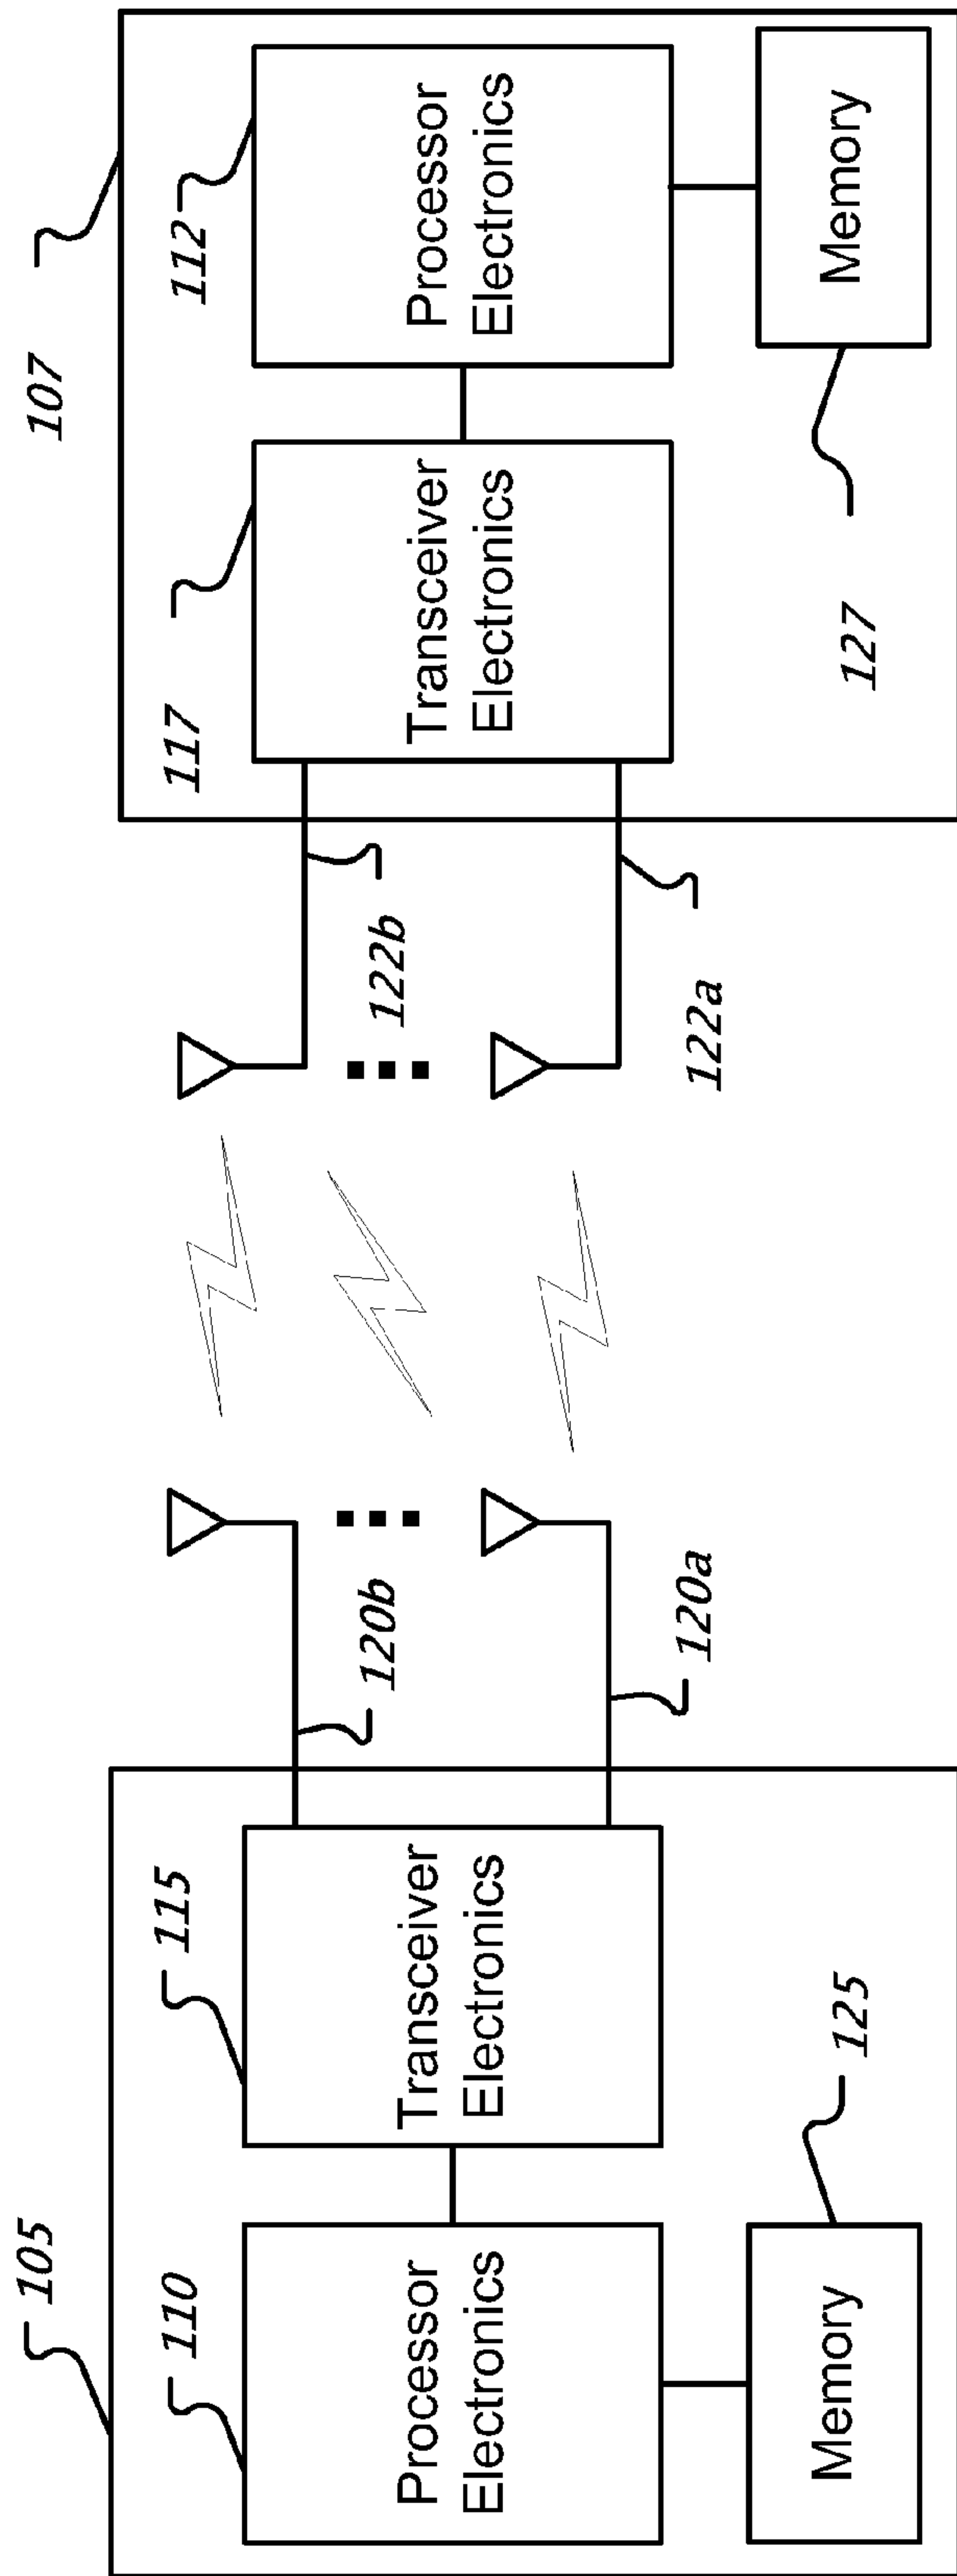 105
107
110
115
117
112
Processor
Electronics
Transceiver
Electronics
Transceiver
Electronics
Processor
Electronics
120b
122b
120a
122a
Memory
125
127
Memory